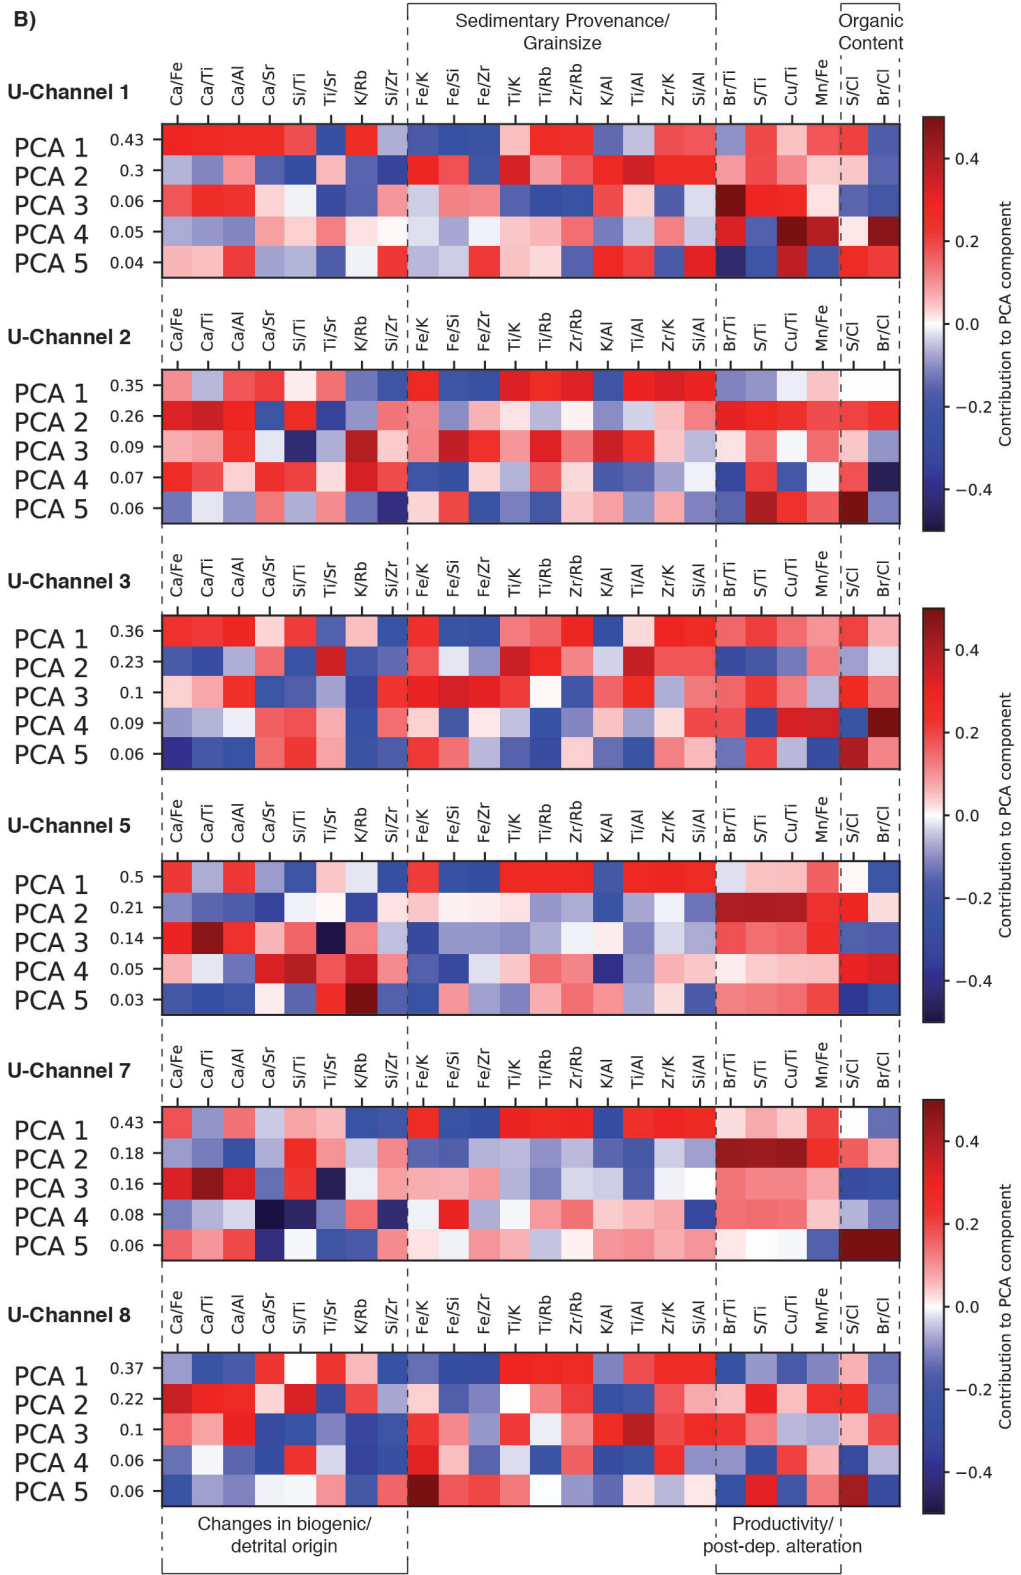 B)
Sedimentary Provenance/
Grainsize
Organic
Content
U-Channel 1
Ca/Fe Ca/Ti Ca/Al Ca/Sr Si/Ti Ti/Sr K/Rb Si/Zr Fe/K Fe/Si Fe/Zr Ti/K Ti/Rb Zr/Rb K/Al Ti/Al Zr/K Si/Al Br/Ti S/Ti Cu/Ti Mn/Fe S/Cl Br/Cl
PCA 1 0.43
PCA 2 0.3
PCA 3 0.06
PCA 4 0.05
PCA 5 0.04
U-Channel 2
Ca/Fe Ca/Ti Ca/Al Ca/Sr Si/Ti Ti/Sr K/Rb Si/Zr Fe/K Fe/Si Fe/Zr Ti/K Ti/Rb Zr/Rb K/Al Ti/Al Zr/K Si/Al Br/Ti S/Ti Cu/Ti Mn/Fe S/Cl Br/Cl
PCA 1 0.35
PCA 2 0.26
PCA 3 0.09
PCA 4 0.07
PCA 5 0.06
0.4
0.2
0.0
−0.2
−0.4
Contribution to PCA component
U-Channel 3
Ca/Fe Ca/Ti Ca/Al Ca/Sr Si/Ti Ti/Sr K/Rb Si/Zr Fe/K Fe/Si Fe/Zr Ti/K Ti/Rb Zr/Rb K/Al Ti/Al Zr/K Si/Al Br/Ti S/Ti Cu/Ti Mn/Fe S/Cl Br/Cl
PCA 1 0.36
PCA 2 0.23
PCA 3 0.1
PCA 4 0.09
PCA 5 0.06
U-Channel 5
Ca/Fe Ca/Ti Ca/Al Ca/Sr Si/Ti Ti/Sr K/Rb Si/Zr Fe/K Fe/Si Fe/Zr Ti/K Ti/Rb Zr/Rb K/Al Ti/Al Zr/K Si/Al Br/Ti S/Ti Cu/Ti Mn/Fe S/Cl Br/Cl
PCA 1 0.5
PCA 2 0.21
PCA 3 0.14
PCA 4 0.05
PCA 5 0.03
0.4
0.2
0.0
−0.2
−0.4
Contribution to PCA component
U-Channel 7
Ca/Fe Ca/Ti Ca/Al Ca/Sr Si/Ti Ti/Sr K/Rb Si/Zr Fe/K Fe/Si Fe/Zr Ti/K Ti/Rb Zr/Rb K/Al Ti/Al Zr/K Si/Al Br/Ti S/Ti Cu/Ti Mn/Fe S/Cl Br/Cl
PCA 1 0.43
PCA 2 0.18
PCA 3 0.16
PCA 4 0.08
PCA 5 0.06
U-Channel 8
Ca/Fe Ca/Ti Ca/Al Ca/Sr Si/Ti Ti/Sr K/Rb Si/Zr Fe/K Fe/Si Fe/Zr Ti/K Ti/Rb Zr/Rb K/Al Ti/Al Zr/K Si/Al Br/Ti S/Ti Cu/Ti Mn/Fe S/Cl Br/Cl
PCA 1 0.37
PCA 2 0.22
PCA 3 0.1
PCA 4 0.06
PCA 5 0.06
0.4
0.2
0.0
−0.2
−0.4
Contribution to PCA component
Changes in biogenic/
detrital origin
Productivity/
post-dep. alteration